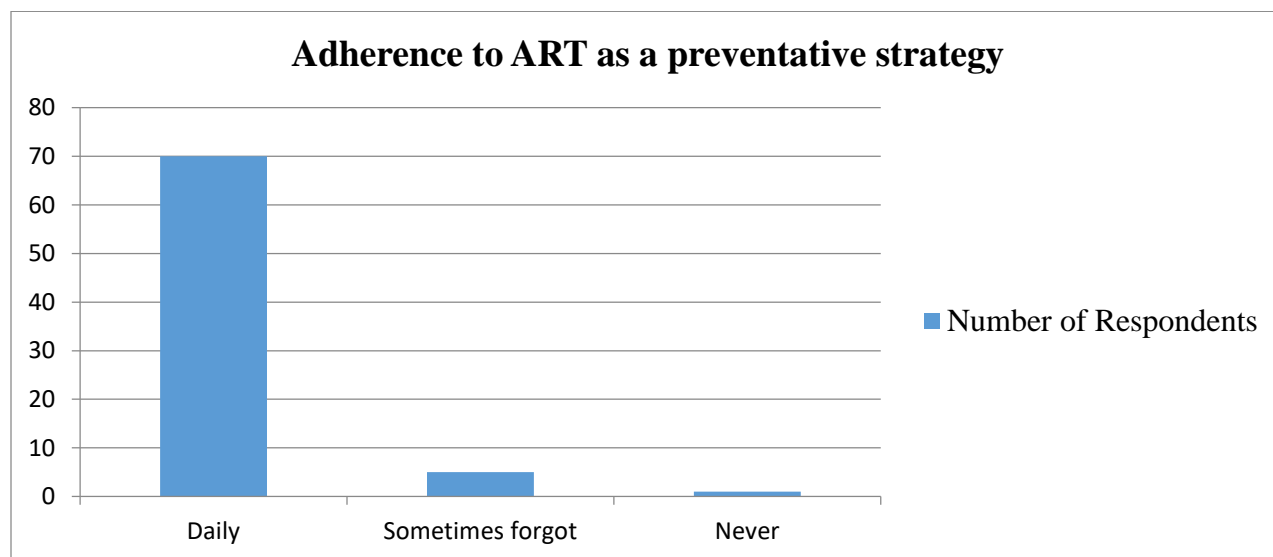 Adherence to ART as a preventative strategy
80
70
60
50
40
30
20
10
0
Daily
Sometimes forgot
Never
Number of Respondents